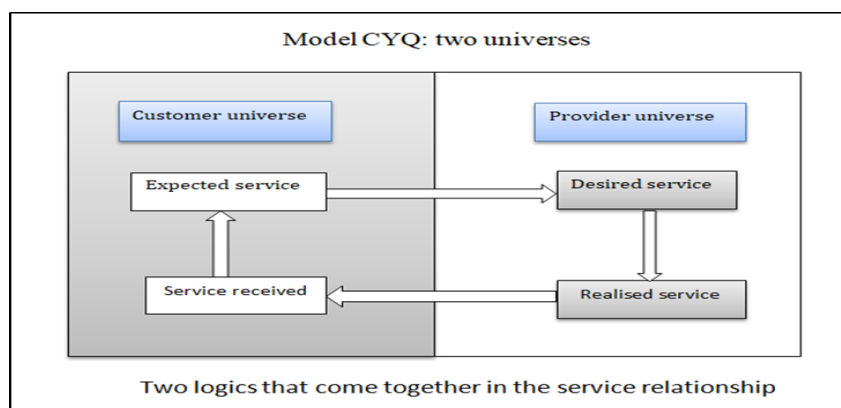 Model CYQ: two universes
Customer universe
Provider universe
Expected service
Desired service
Service received
Realised service
Two logics that come together in the service relationship